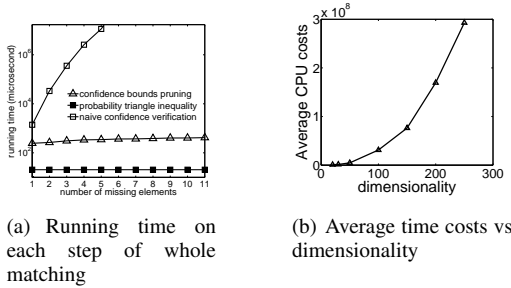 running time (microsecond)
10^6
10^4
10^2
confidence bounds pruning
probability triangle inequality
naive confidence verification
1 2 3 4 5 6 7 8 9 10 11
number of missing elements
(a) Running time on
each step of whole
matching
x 10^8
Average CPU costs
3
2
1
0
0 100 200 300
dimensionality
(b) Average time costs vs
dimensionality